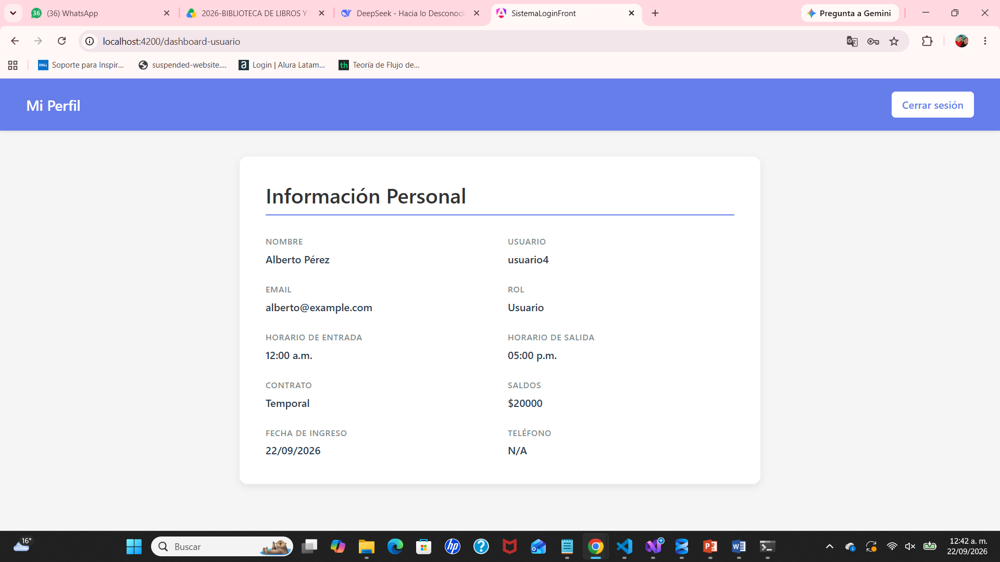 36
(36) WhatsApp
2026-BIBLIOTECA DE LIBROS Y
DeepSeek - Hacia lo Desconoci
SistemaLoginFront
Pregunta a Gemini
localhost:4200/dashboard-usuario
DELL
Soporte para Inspir...
suspended-website....
a
Login | Alura Latam...
th
Teoría de Flujo de...
Mi Perfil
Cerrar sesión
Información Personal
NOMBRE
USUARIO
Alberto Pérez
usuario4
EMAIL
ROL
alberto@example.com
Usuario
HORARIO DE ENTRADA
HORARIO DE SALIDA
12:00 a.m.
05:00 p.m.
CONTRATO
SALDOS
Temporal
$20000
FECHA DE INGRESO
TELÉFONO
22/09/2026
N/A
16°
Buscar
hp
12:42 a. m.
22/09/2026